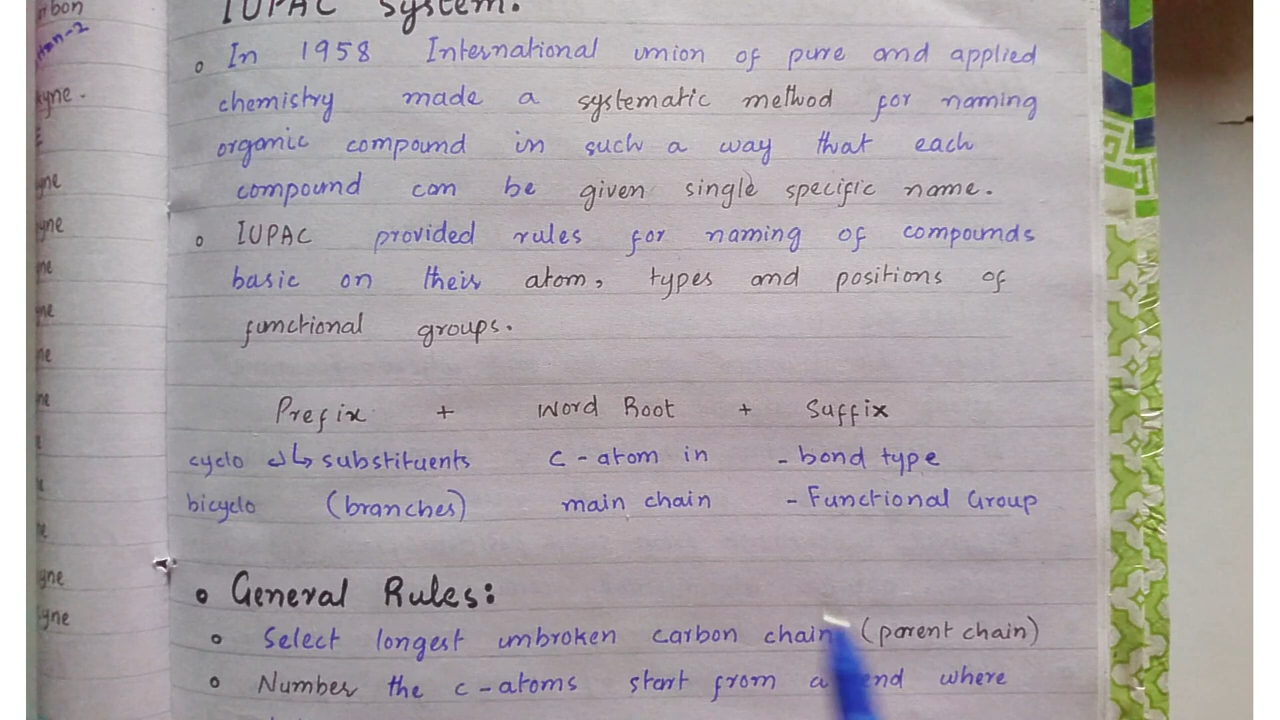 IUPAC System:
• In 1958 International union of pure and applied
chemistry made a systematic method for naming
organic compound in such a way that each
compound can be given single specific name.
• IUPAC provided rules for naming of compounds
basic on their atom, types and positions of
functional groups.
Prefix + Word Root + Suffix
cyclo ↲↳ substituents C-atom in - bond type
bicyclo (branches) main chain - Functional Group
• General Rules:
• Select longest unbroken carbon chain (parent chain)
• Number the C-atoms start from a end where